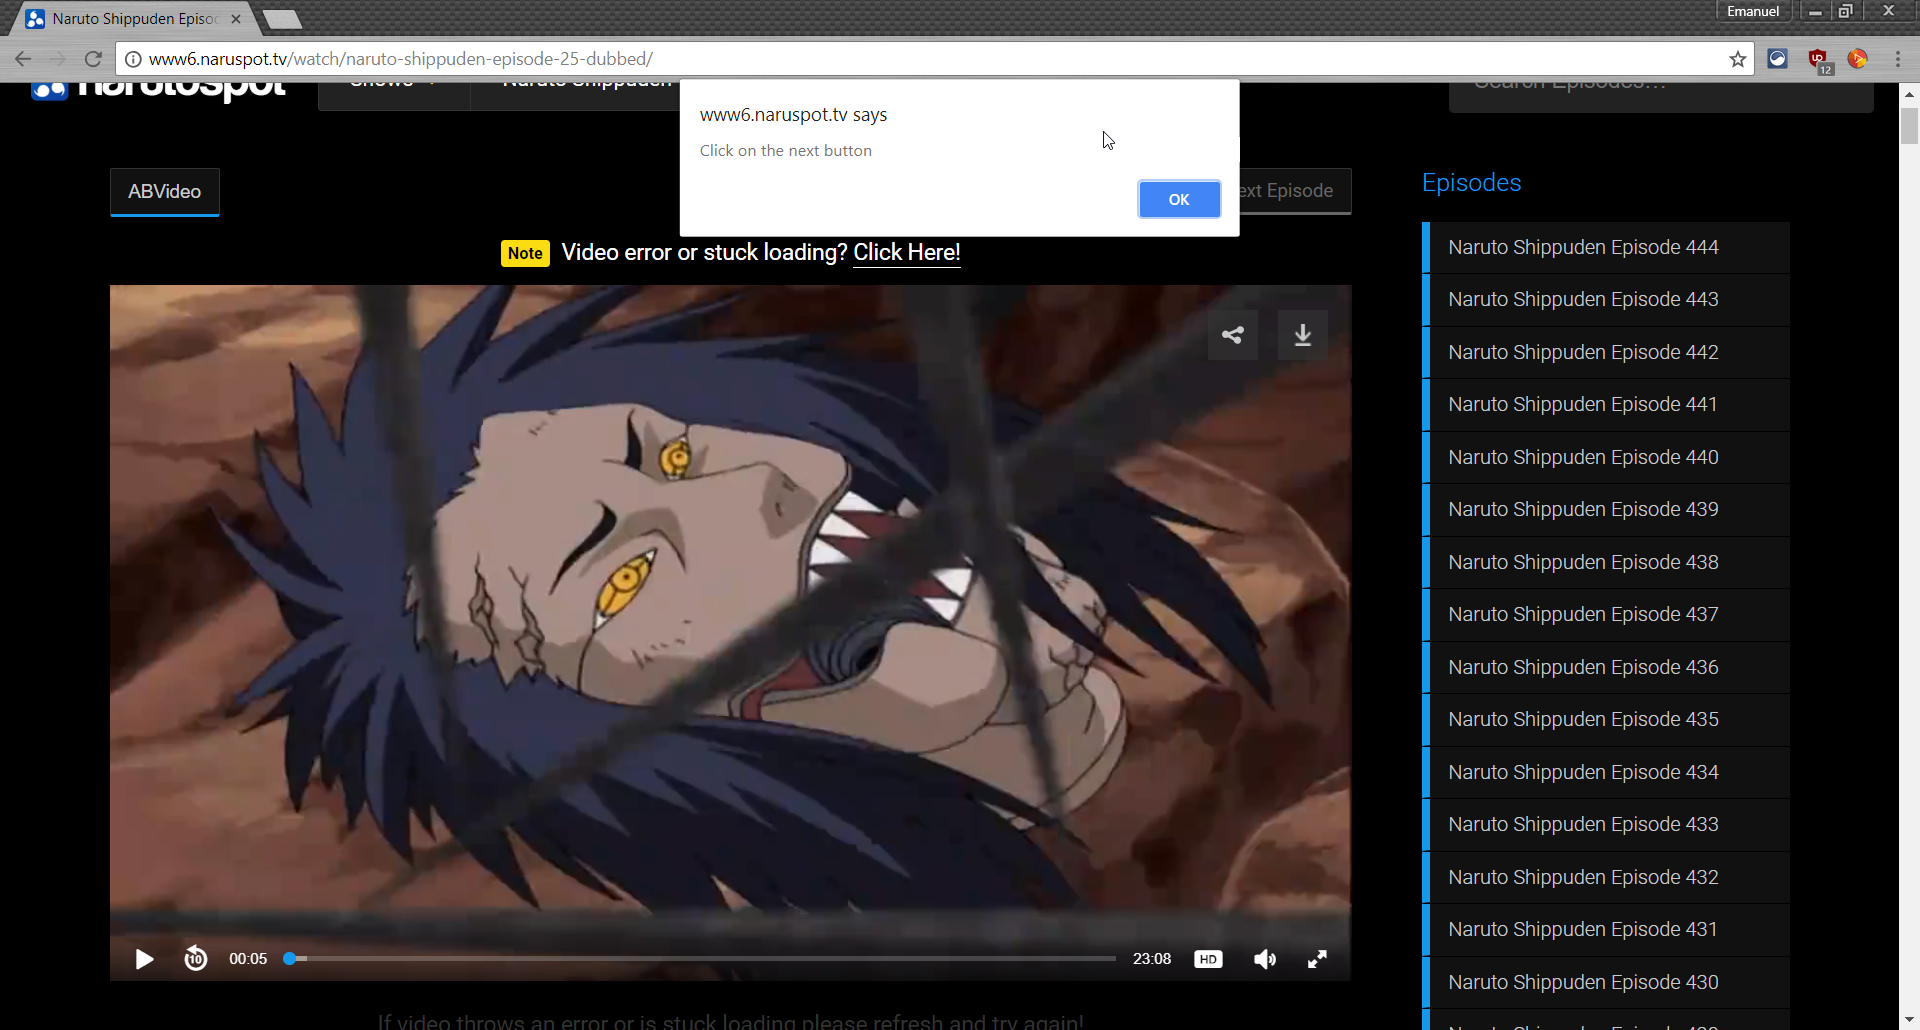 Naruto Shippuden Episo
Emanuel
www6.naruspot.tv/watch/naruto-shippuden-episode-25-dubbed/
12
narutospot
Shows
Naruto Shippuden
Search Episodes...
www6.naruspot.tv says
Click on the next button
OK
ABVideo
ext Episode
Note Video error or stuck loading? Click Here!
10
00:05
23:08
HD
If video throws an error or is stuck loading please refresh and try again!
Episodes
Naruto Shippuden Episode 444
Naruto Shippuden Episode 443
Naruto Shippuden Episode 442
Naruto Shippuden Episode 441
Naruto Shippuden Episode 440
Naruto Shippuden Episode 439
Naruto Shippuden Episode 438
Naruto Shippuden Episode 437
Naruto Shippuden Episode 436
Naruto Shippuden Episode 435
Naruto Shippuden Episode 434
Naruto Shippuden Episode 433
Naruto Shippuden Episode 432
Naruto Shippuden Episode 431
Naruto Shippuden Episode 430